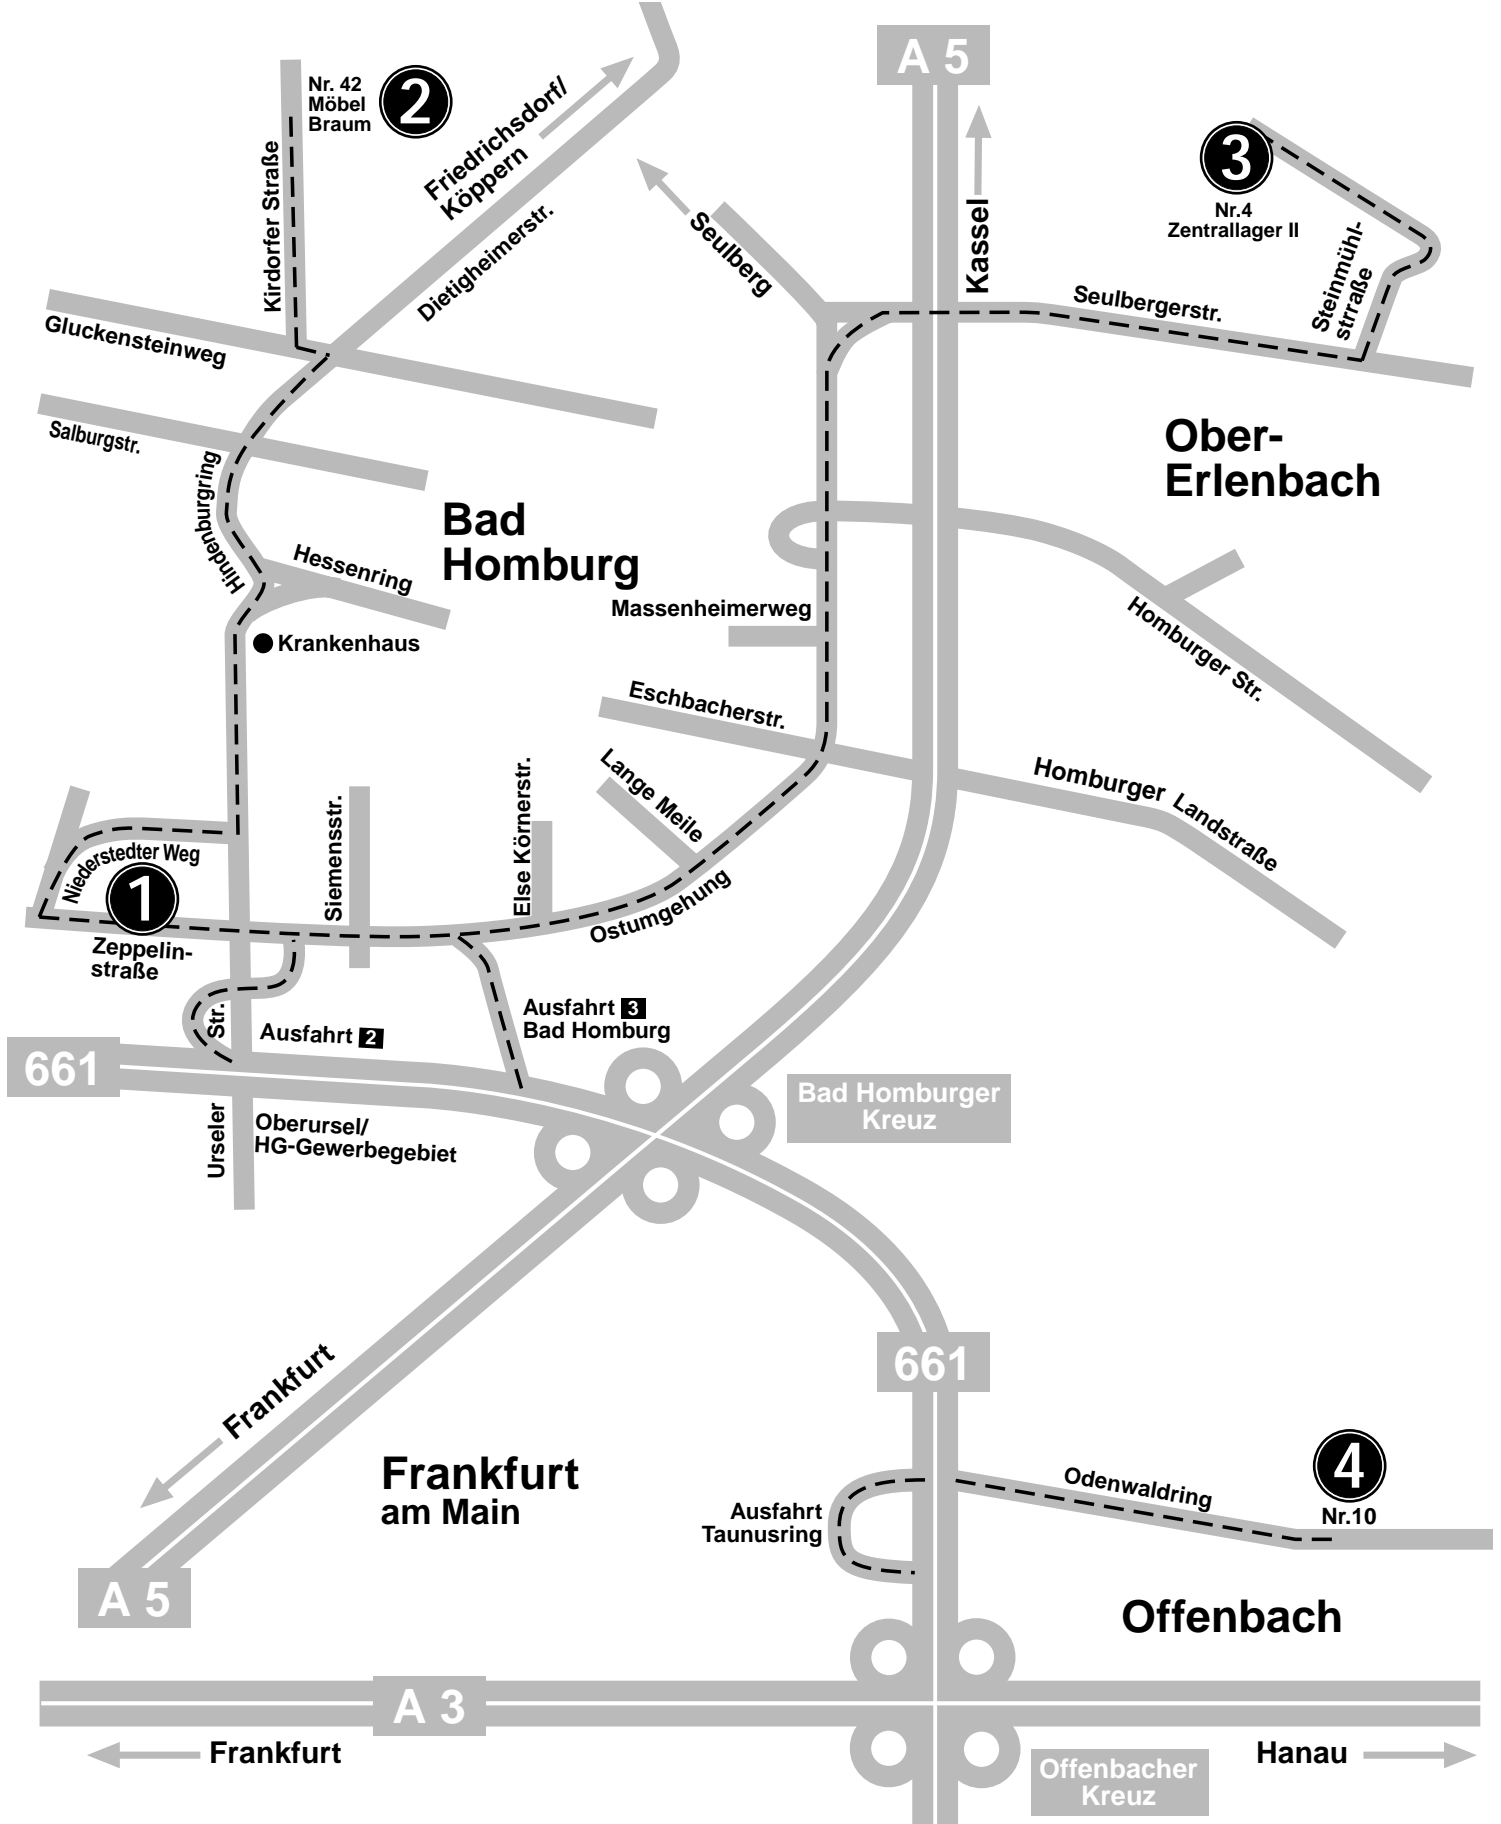 A 5
Nr. 42
Möbel
Braum
2
Kirdorfer Straße
Friedrichsdorf/
Köppern
Dietigheimerstr.
Seulberg
Kassel
3
Nr.4
Zentrallager II
Steinmühl-
strraße
Seulbergerstr.
Gluckensteinweg
Salburgstr.
Hindenburgring
Ober-
Erlenbach
Bad
Homburg
Hessenring
Krankenhaus
Massenheimerweg
Homburger Str.
Eschbacherstr.
Homburger Landstraße
Lange Meile
Else Körnerstr.
Siemensstr.
Niederstedter Weg
1
Zeppelin-
straße
Ostumgehung
Urseler Str.
Ausfahrt 2
Ausfahrt 3
Bad Homburg
661
Oberursel/
HG-Gewerbegebiet
Bad Homburger
Kreuz
Frankfurt
661
Frankfurt
am Main
Ausfahrt
Taunusring
Odenwaldring
4
Nr.10
A 5
Offenbach
A 3
Frankfurt
Hanau
Offenbacher
Kreuz